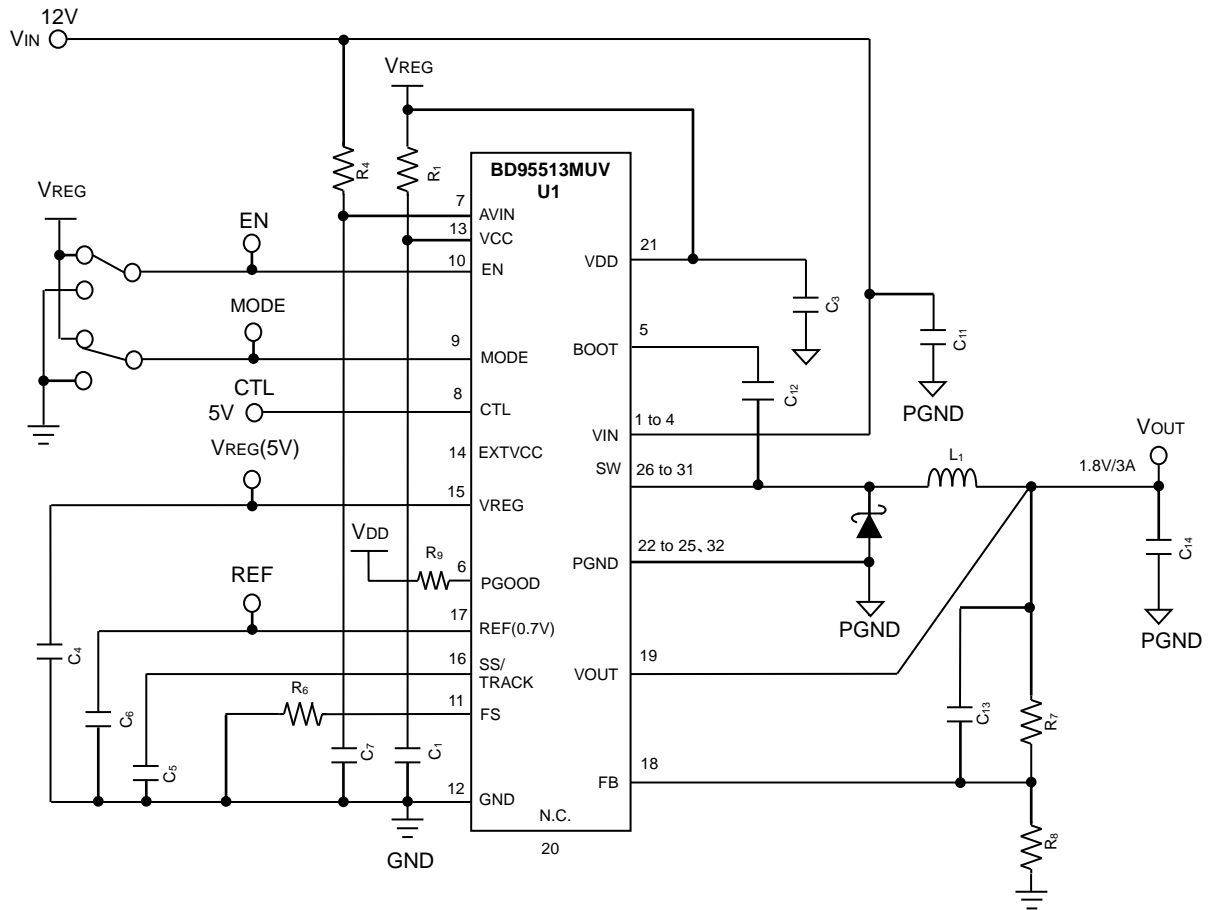 12V
VIN
VREG
R4
R1
BD95513MUV
U1
VREG
EN
7
AVIN
13
VCC
10
EN
21
VDD
C3
MODE
9
MODE
5
BOOT
C11
PGND
C12
CTL
5V
8
CTL
1 to 4
VIN
VREG(5V)
14
EXTVCC
SW
26 to 31
L1
1.8V/3A
VOUT
15
VREG
VDD
R9
6
PGOOD
22 to 25、32
PGND
PGND
C14
PGND
REF
17
REF(0.7V)
C4
16
SS/
TRACK
19
VOUT
R6
11
FS
C6
C5
C7
C1
C13
R7
18
FB
12
GND
N.C.
20
GND
R8